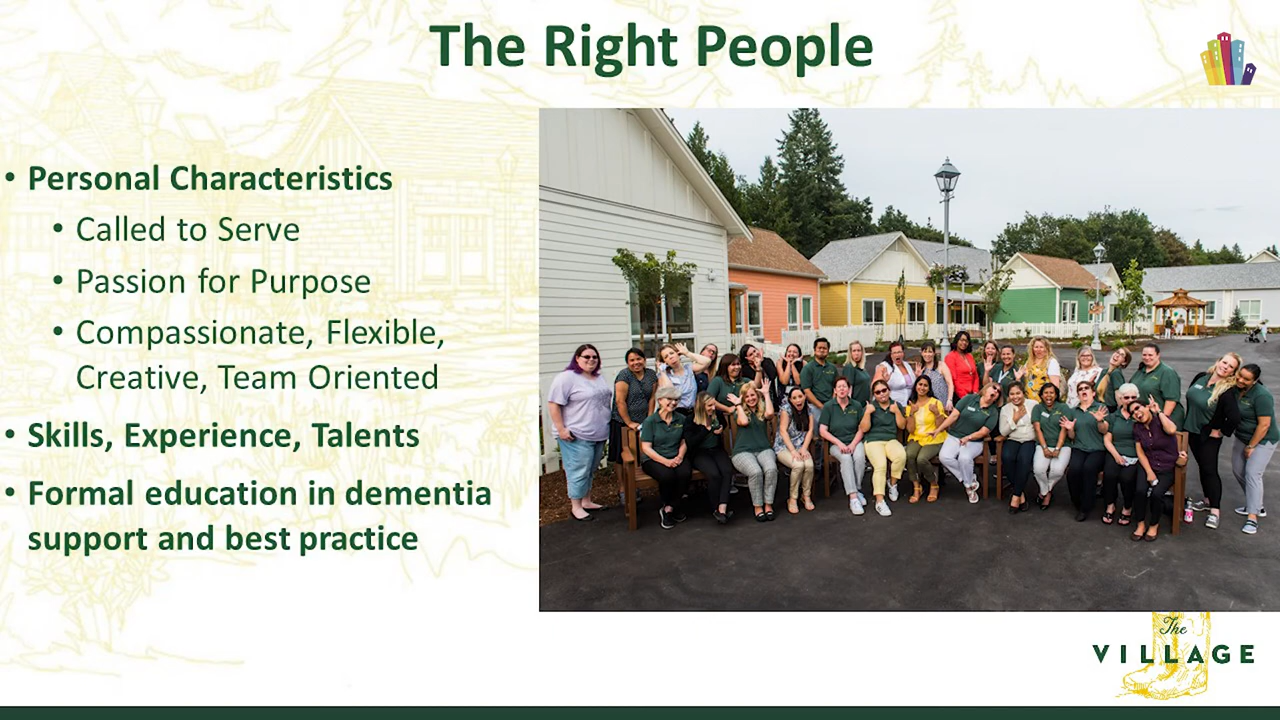 The Right People
• Personal Characteristics
• Called to Serve
• Passion for Purpose
• Compassionate, Flexible,
Creative, Team Oriented
• Skills, Experience, Talents
• Formal education in dementia
support and best practice
The
VILLAGE